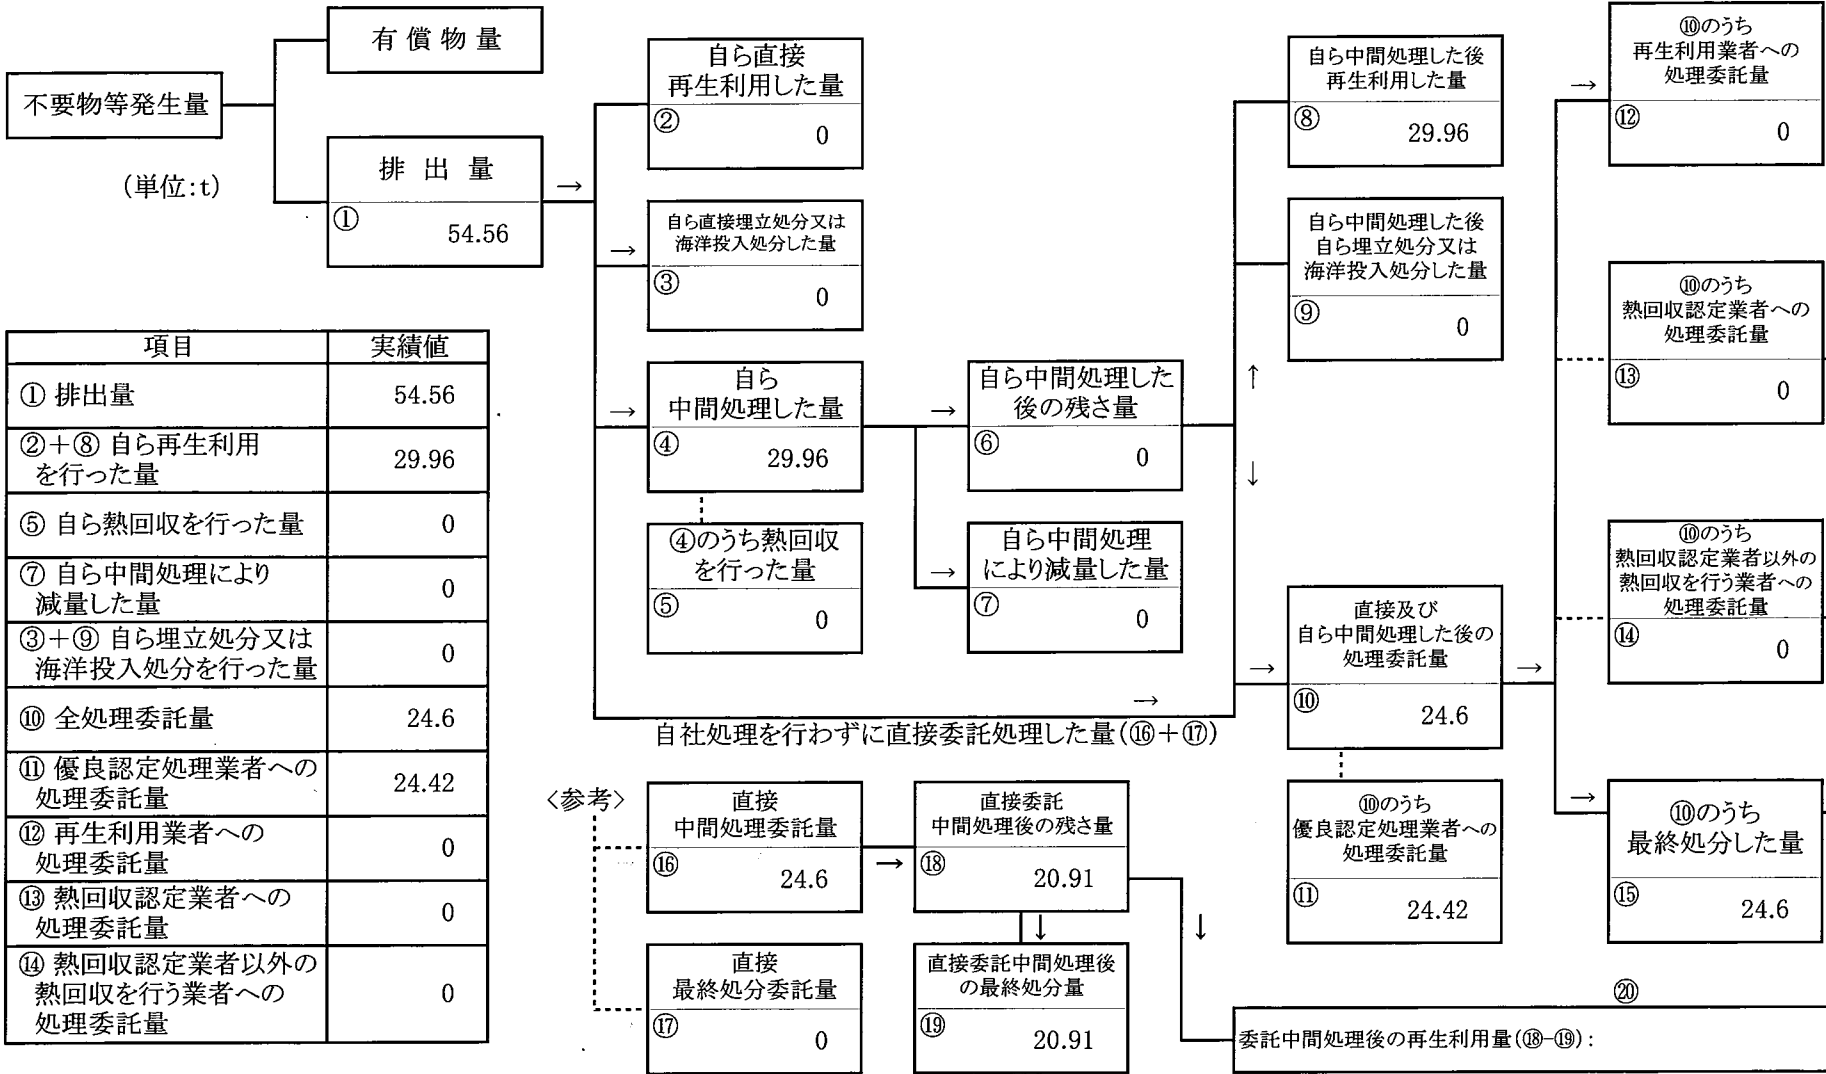 有償物量
不要物等発生量
(単位:t)
排出量
①
54.56
→
自ら直接
再生利用した量
②
0
→
自ら直接埋立処分又は
海洋投入処分した量
③
0
→
自ら
中間処理した量
④
29.96
④のうち熱回収
を行った量
⑤
0
→
自ら中間処理した
後の残さ量
⑥
0
→
自ら中間処理
により減量した量
⑦
0
↑
↓
自ら中間処理した後
再生利用した量
⑧
29.96
自ら中間処理した後
自ら埋立処分又は
海洋投入処分した量
⑨
0
→
自社処理を行わずに直接委託処理した量(⑯+⑰)
→
直接及び
自ら中間処理した後の
処理委託量
⑩
24.6
⑩のうち
優良認定処理業者への
処理委託量
⑪
24.42
→
→
⑩のうち
再生利用業者への
処理委託量
⑫
0
⑩のうち
熱回収認定業者への
処理委託量
⑬
0
⑩のうち
熱回収認定業者以外の
熱回収を行う業者への
処理委託量
⑭
0
→
⑩のうち
最終処分した量
⑮
24.6
項目 実績値
① 排出量 54.56
②+⑧ 自ら再生利用
を行った量 29.96
⑤ 自ら熱回収を行った量 0
⑦ 自ら中間処理により
減量した量 0
③+⑨ 自ら埋立処分又は
海洋投入処分を行った量 0
⑩ 全処理委託量 24.6
⑪ 優良認定処理業者への
処理委託量 24.42
⑫ 再生利用業者への
処理委託量 0
⑬ 熱回収認定業者への
処理委託量 0
⑭ 熱回収認定業者以外の
熱回収を行う業者への
処理委託量 0
〈参考〉
直接
中間処理委託量
⑯
24.6
→
直接委託
中間処理後の残さ量
⑱
20.91
↓
↓
直接
最終処分委託量
⑰
0
直接委託中間処理後
の最終処分量
⑲
20.91
⑳
委託中間処理後の再生利用量(⑱-⑲):